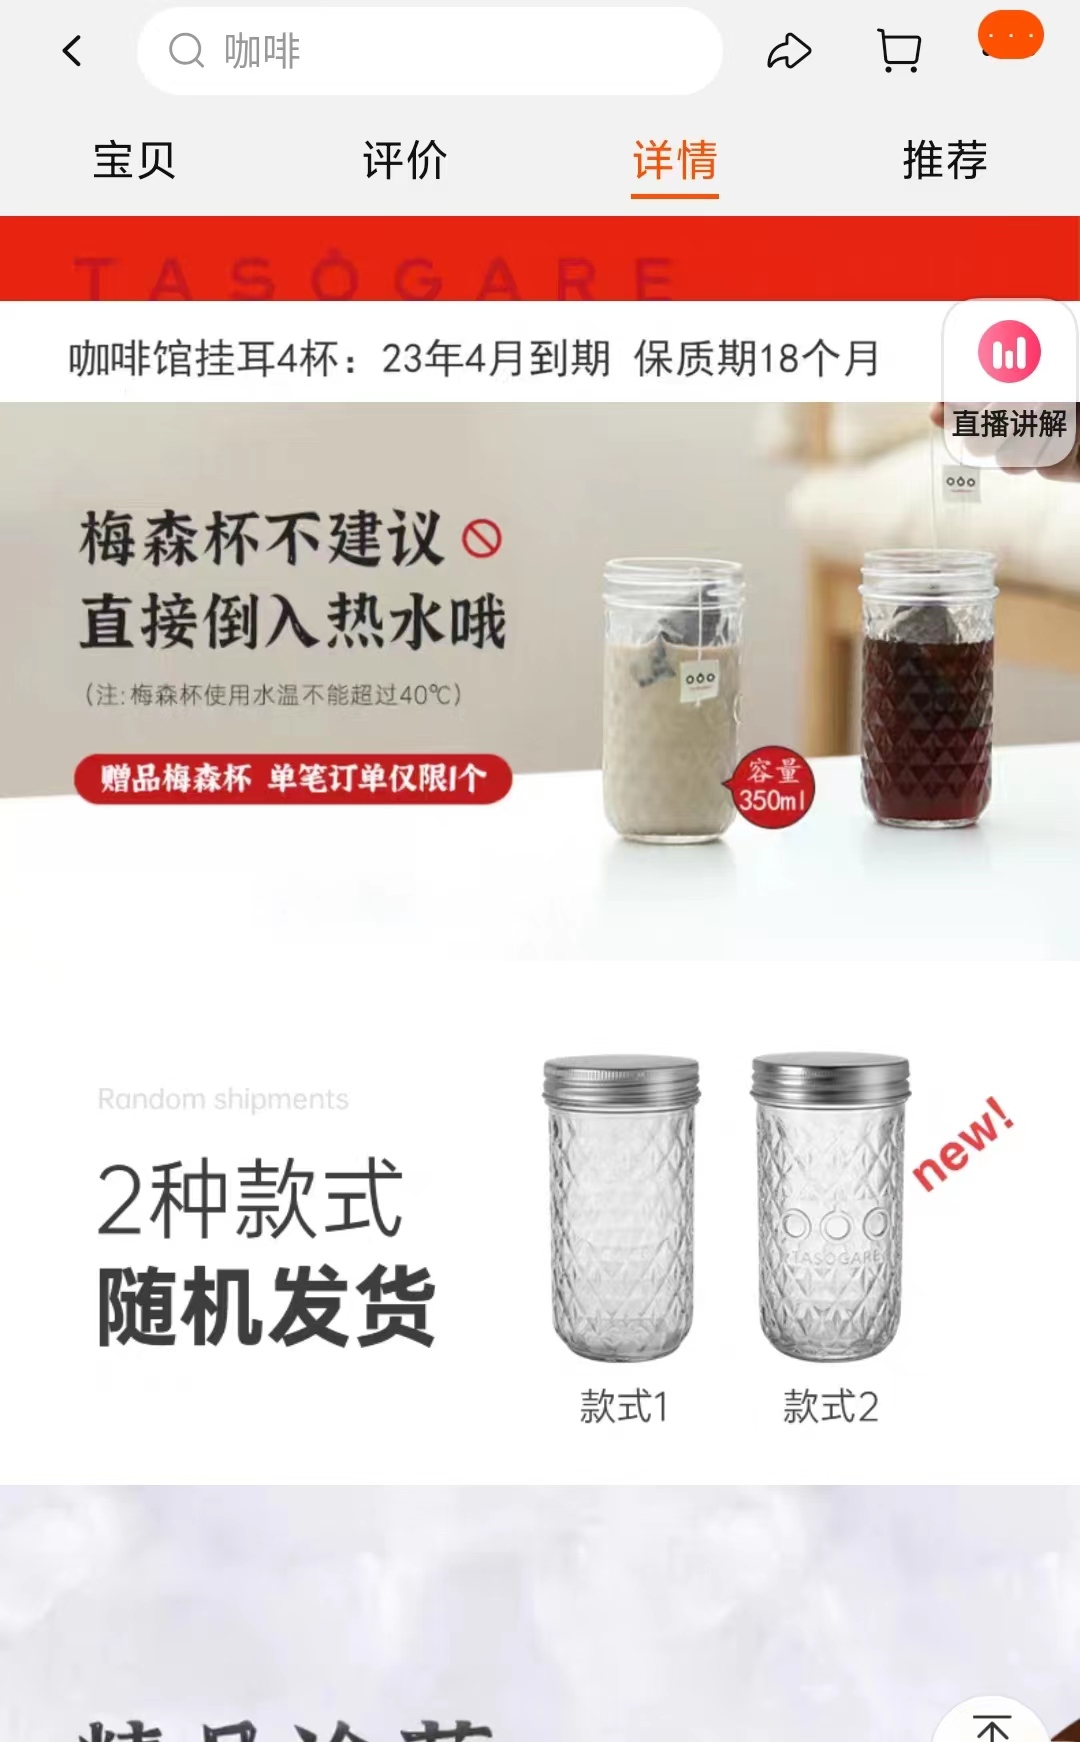 咖啡
宝贝 评价 详情 推荐
TASOGARE
咖啡馆挂耳4杯：23年4月到期 保质期18个月
直播讲解
梅森杯不建议
直接倒入热水哦
（注:梅森杯使用水温不能超过40℃）
赠品梅森杯 单笔订单仅限1个
容量
350ml
Random shipments
2种款式
随机发货
new!
TASOGARE
款式1 款式2